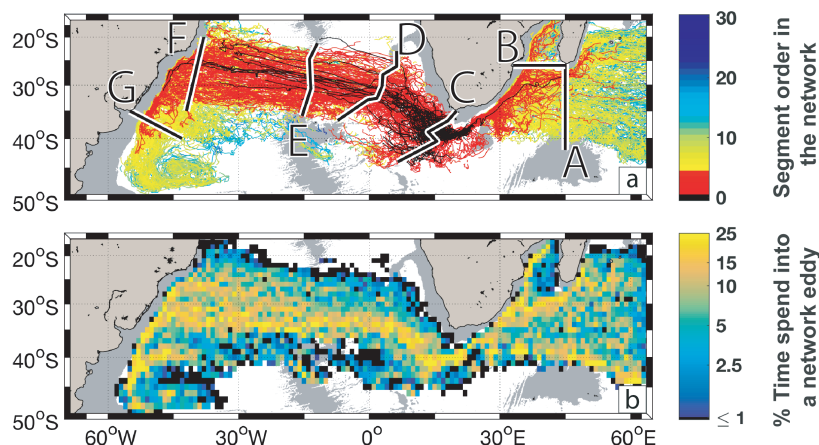 F
B
D
C
G
E
A
20°S
30°S
40°S
50°S
a
30
20
10
0
Segment order in
the network
20°S
30°S
40°S
50°S
b
60°W
30°W
0°
30°E
60°E
25
15
10
5
2.5
≤ 1
% Time spend into
a network eddy